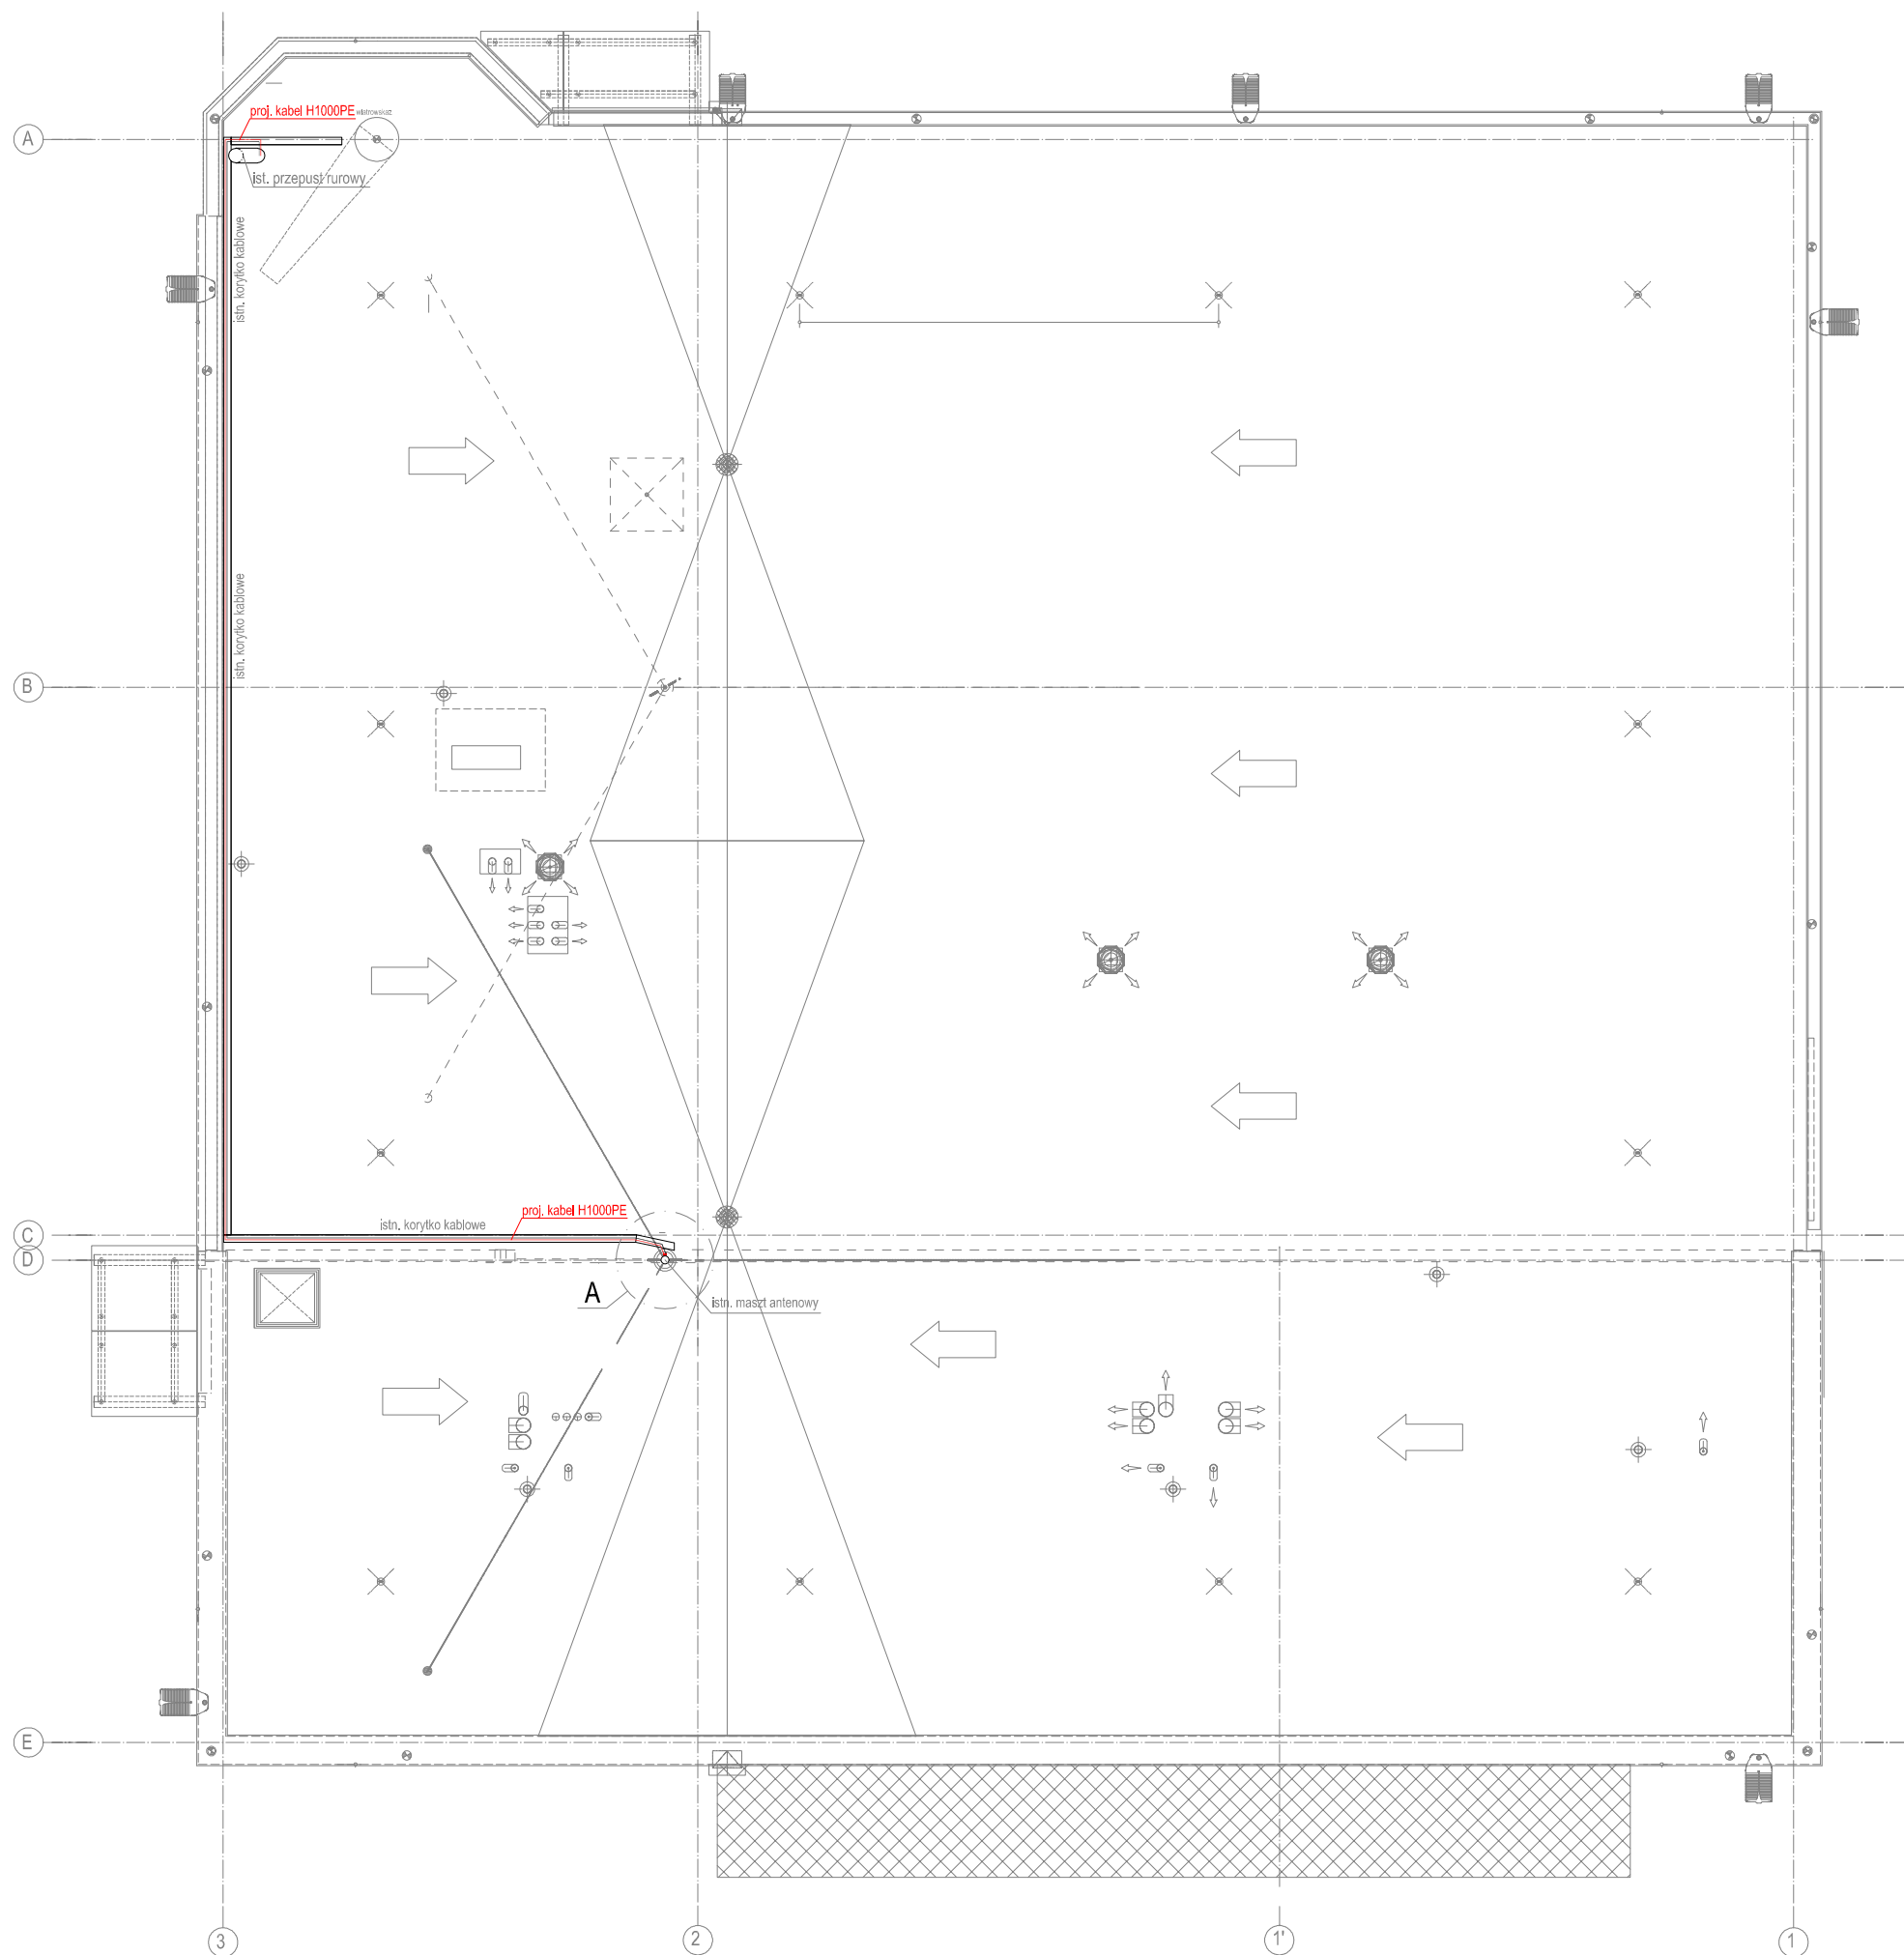 proj. kabel H1000PE
wiatrowskaz
A
ist. przepust rurowy
istn. korytko kablowe
istn. korytko kablowe
B
istn. korytko kablowe
proj. kabel H1000PE
C
D
A
istn. maszt antenowy
E
3
2
1'
1